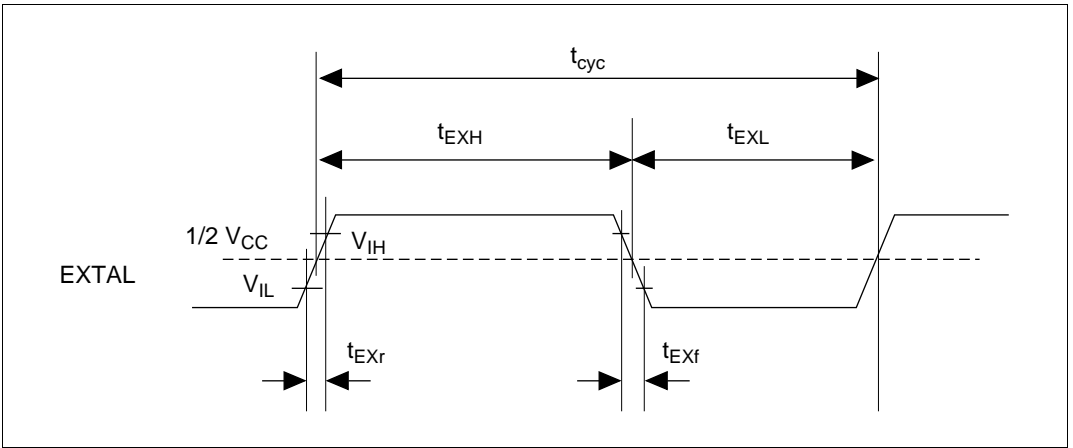 tcyc
tEXH
tEXL
1/2 VCC
VIH
EXTAL
VIL
tEXr
tEXf